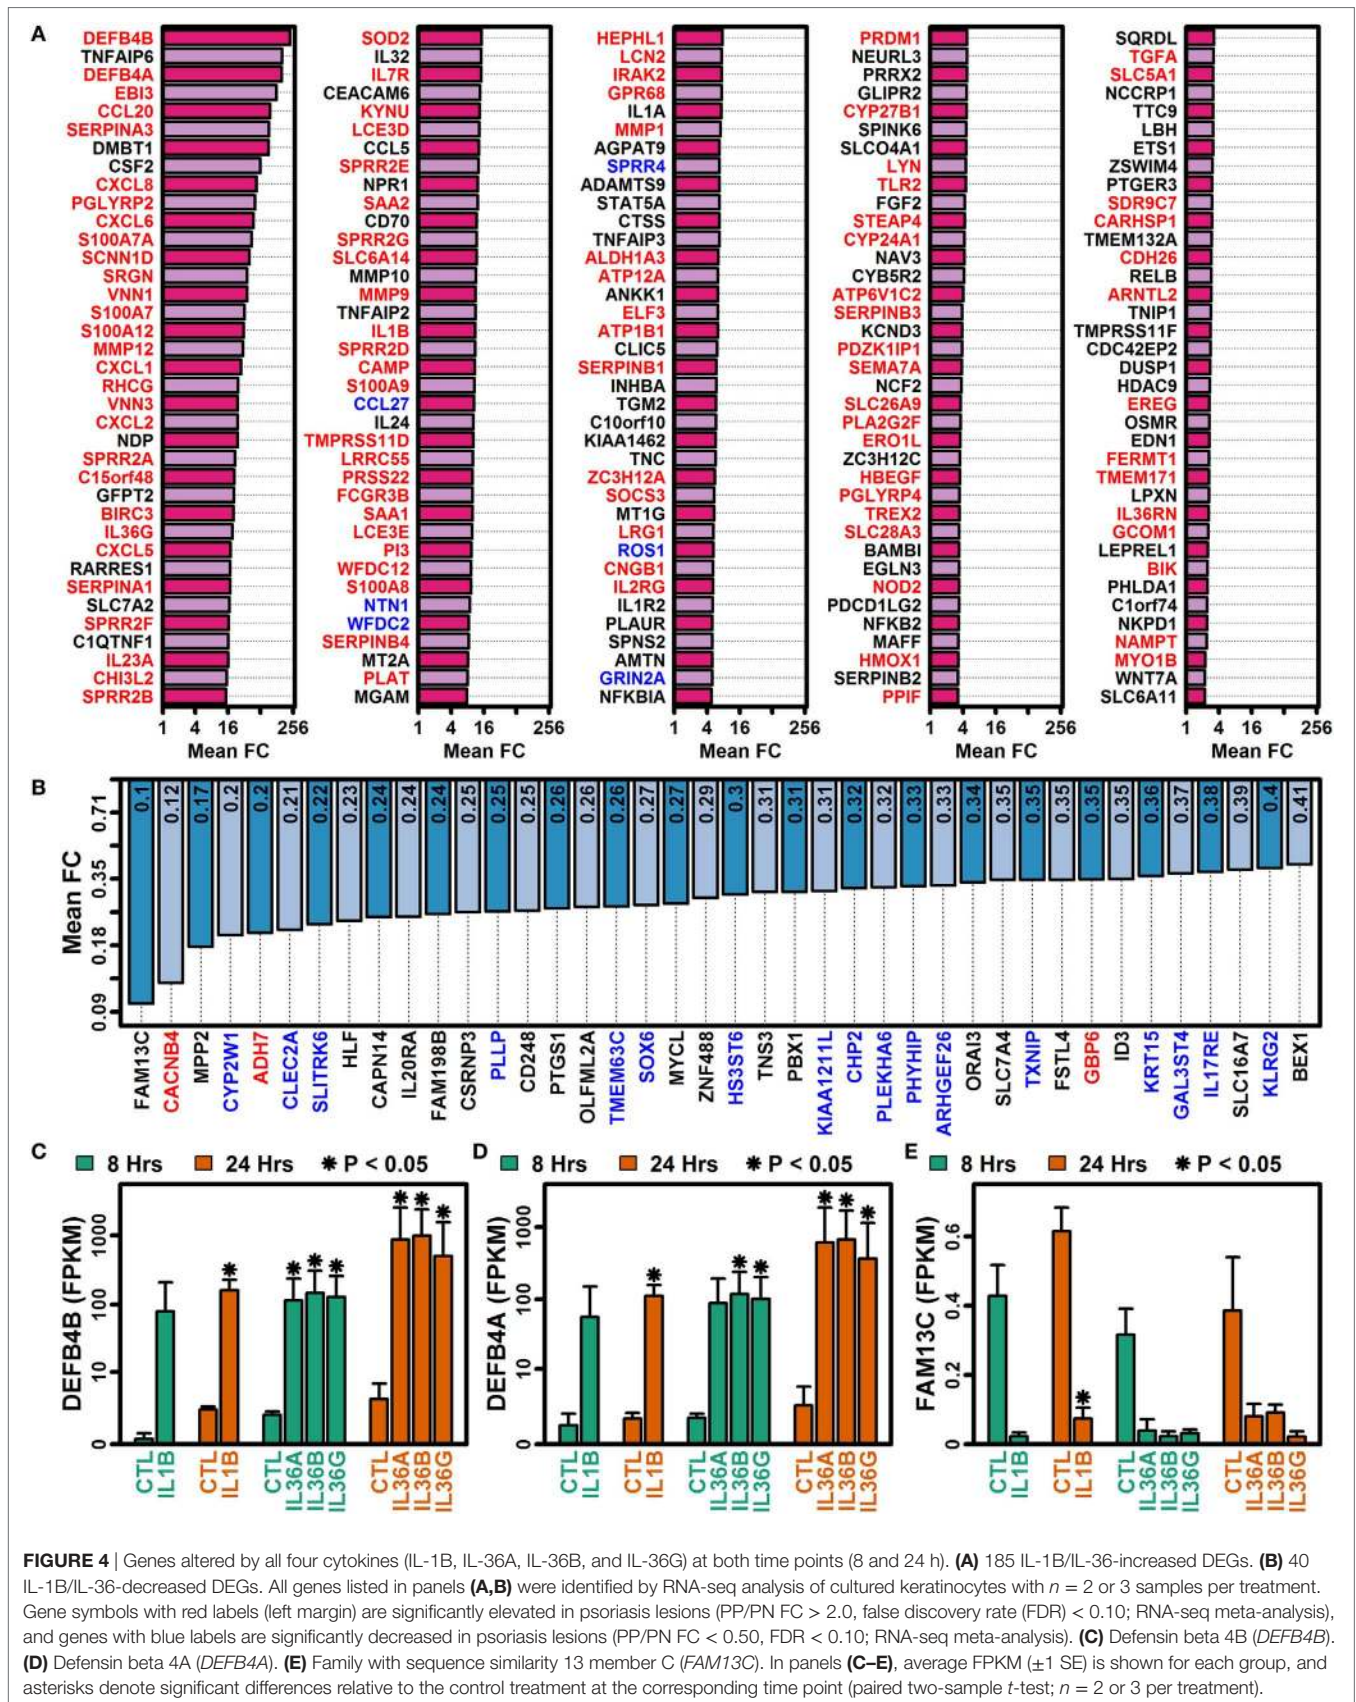 A
DEFB4B
TNFAIP6
DEFB4A
EBI3
CCL20
SERPINA3
DMBT1
CSF2
CXCL8
PGLYRP2
CXCL6
S100A7A
SCNN1D
SRGN
VNN1
S100A7
S100A12
MMP12
CXCL1
RHCG
VNN3
CXCL2
NDP
SPRR2A
C15orf48
GFPT2
BIRC3
IL36G
CXCL5
RARRES1
SERPINA1
SLC7A2
SPRR2F
C1QTNF1
IL23A
CHI3L2
SPRR2B
1 4 16 256
Mean FC
SOD2
IL32
IL7R
CEACAM6
KYNU
LCE3D
CCL5
SPRR2E
NPR1
SAA2
CD70
SPRR2G
SLC6A14
MMP10
MMP9
TNFAIP2
IL1B
SPRR2D
CAMP
S100A9
CCL27
IL24
TMPRSS11D
LRRC55
PRSS22
FCGR3B
SAA1
LCE3E
PI3
WFDC12
S100A8
NTN1
WFDC2
SERPINB4
MT2A
PLAT
MGAM
1 4 16 256
Mean FC
HEPHL1
LCN2
IRAK2
GPR68
IL1A
MMP1
AGPAT9
SPRR4
ADAMTS9
STAT5A
CTSS
TNFAIP3
ALDH1A3
ATP12A
ANKK1
ELF3
ATP1B1
CLIC5
SERPINB1
INHBA
TGM2
C10orf10
KIAA1462
TNC
ZC3H12A
SOCS3
MT1G
LRG1
ROS1
CNGB1
IL2RG
IL1R2
PLAUR
SPNS2
AMTN
GRIN2A
NFKBIA
1 4 16 256
Mean FC
PRDM1
NEURL3
PRRX2
GLIPR2
CYP27B1
SPINK6
SLCO4A1
LYN
TLR2
FGF2
STEAP4
CYP24A1
NAV3
CYB5R2
ATP6V1C2
SERPINB3
KCND3
PDZK1IP1
SEMA7A
NCF2
SLC26A9
PLA2G2F
ERO1L
ZC3H12C
HBEGF
PGLYRP4
TREX2
SLC28A3
BAMBI
EGLN3
NOD2
PDCD1LG2
NFKB2
MAFF
HMOX1
SERPINB2
PPIF
1 4 16 256
Mean FC
SQRDL
TGFA
SLC5A1
NCCRP1
TTC9
LBH
ETS1
ZSWIM4
PTGER3
SDR9C7
CARHSP1
TMEM132A
CDH26
RELB
ARNTL2
TNIP1
TMPRSS11F
CDC42EP2
DUSP1
HDAC9
EREG
OSMR
EDN1
FERMT1
TMEM171
LPXN
IL36RN
GCOM1
LEPREL1
BIK
PHLDA1
C1orf74
NKPD1
NAMPT
MYO1B
WNT7A
SLC6A11
1 4 16 256
Mean FC
B
Mean FC
0.71
0.35
0.18
0.09
0.1 0.12 0.17 0.2 0.2 0.21 0.22 0.23 0.24 0.24 0.24 0.25 0.25 0.25 0.26 0.26 0.26 0.27 0.27 0.29 0.3 0.31 0.31 0.31 0.32 0.32 0.33 0.33 0.34 0.35 0.35 0.35 0.35 0.35 0.36 0.37 0.38 0.39 0.4 0.41
FAM13C CACNB4 MPP2 CYP2W1 ADH7 CLEC2A SLITRK6 HLF CAPN14 IL20RA FAM198B CSRNP3 PLLP CD248 PTGS1 OLFML2A TMEM63C SOX6 MYCL ZNF488 HS3ST6 TNS3 PBX1 KIAA1211L CHP2 PLEKHA6 PHYHIP ARHGEF26 ORAI3 SLC7A4 TXNIP FSTL4 GBP6 ID3 KRT15 GAL3ST4 IL17RE SLC16A7 KLRG2 BEX1
C 8 Hrs 24 Hrs * P < 0.05
DEFB4B (FPKM)
1000
100
10
0
* * * * * * *
CTL IL1B CTL IL1B CTL IL36A IL36B IL36G CTL IL36A IL36B IL36G
D 8 Hrs 24 Hrs * P < 0.05
DEFB4A (FPKM)
1000
100
10
0
* * * * * *
CTL IL1B CTL IL1B CTL IL36A IL36B IL36G CTL IL36A IL36B IL36G
E 8 Hrs 24 Hrs * P < 0.05
FAM13C (FPKM)
0.6
0.4
0.2
0
*
CTL IL1B CTL IL1B CTL IL36A IL36B IL36G CTL IL36A IL36B IL36G
FIGURE 4 | Genes altered by all four cytokines (IL-1B, IL-36A, IL-36B, and IL-36G) at both time points (8 and 24 h). (A) 185 IL-1B/IL-36-increased DEGs. (B) 40
IL-1B/IL-36-decreased DEGs. All genes listed in panels (A,B) were identified by RNA-seq analysis of cultured keratinocytes with n = 2 or 3 samples per treatment.
Gene symbols with red labels (left margin) are significantly elevated in psoriasis lesions (PP/PN FC > 2.0, false discovery rate (FDR) < 0.10; RNA-seq meta-analysis),
and genes with blue labels are significantly decreased in psoriasis lesions (PP/PN FC < 0.50, FDR < 0.10; RNA-seq meta-analysis). (C) Defensin beta 4B (DEFB4B).
(D) Defensin beta 4A (DEFB4A). (E) Family with sequence similarity 13 member C (FAM13C). In panels (C–E), average FPKM (±1 SE) is shown for each group, and
asterisks denote significant differences relative to the control treatment at the corresponding time point (paired two-sample t-test; n = 2 or 3 per treatment).